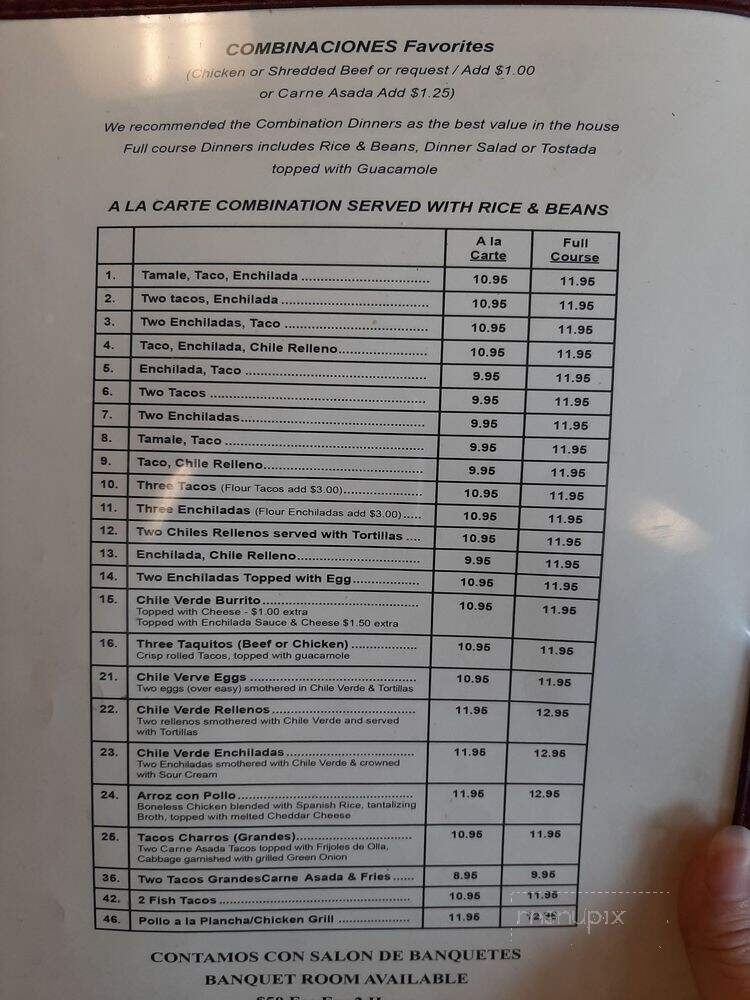 COMBINACIONES Favorites
(Chicken or Shredded Beef or request / Add $1.00
or Carne Asada Add $1.25)
We recommended the Combination Dinners as the best value in the house
Full course Dinners includes Rice & Beans, Dinner Salad or Tostada
topped with Guacamole
A LA CARTE COMBINATION SERVED WITH RICE & BEANS
A la Carte Full Course
1. Tamale, Taco, Enchilada 10.95 11.95
2. Two tacos, Enchilada 10.95 11.95
3. Two Enchiladas, Taco 10.95 11.95
4. Taco, Enchilada, Chile Relleno 10.95 11.95
5. Enchilada, Taco 9.95 11.95
6. Two Tacos 9.95 11.95
7. Two Enchiladas 9.95 11.95
8. Tamale, Taco 9.95 11.95
9. Taco, Chile Relleno 9.95 11.95
10. Three Tacos (Flour Tacos add $3.00) 10.95 11.95
11. Three Enchiladas (Flour Enchiladas add $3.00) 10.95 11.95
12. Two Chiles Rellenos served with Tortillas 10.95 11.95
13. Enchilada, Chile Relleno 9.95 11.95
14. Two Enchiladas Topped with Egg 10.95 11.95
15. Chile Verde Burrito 10.95 11.95
Topped with Cheese - $1.00 extra
Topped with Enchilada Sauce & Cheese $1.50 extra
16. Three Taquitos (Beef or Chicken) 10.95 11.95
Crisp rolled Tacos, topped with guacamole
21. Chile Verve Eggs 10.95 11.95
Two eggs (over easy) smothered in Chile Verde & Tortillas
22. Chile Verde Rellenos 11.95 12.95
Two rellenos smothered with Chile Verde and served
with Tortillas
23. Chile Verde Enchiladas 11.95 12.95
Two Enchiladas smothered with Chile Verde & crowned
with Sour Cream
24. Arroz con Pollo 11.95 12.95
Boneless Chicken blended with Spanish Rice, tantalizing
Broth, topped with melted Cheddar Cheese
25. Tacos Charros (Grandes) 10.95 11.95
Two Carne Asada Tacos topped with Frijoles de Olla,
Cabbage garnished with grilled Green Onion
35. Two Tacos GrandesCarne Asada & Fries 8.95 9.95
42. 2 Fish Tacos 10.95 11.95
46. Pollo a la Plancha/Chicken Grill 11.95 12.95
menupix
CONTAMOS CON SALON DE BANQUETES
BANQUET ROOM AVAILABLE